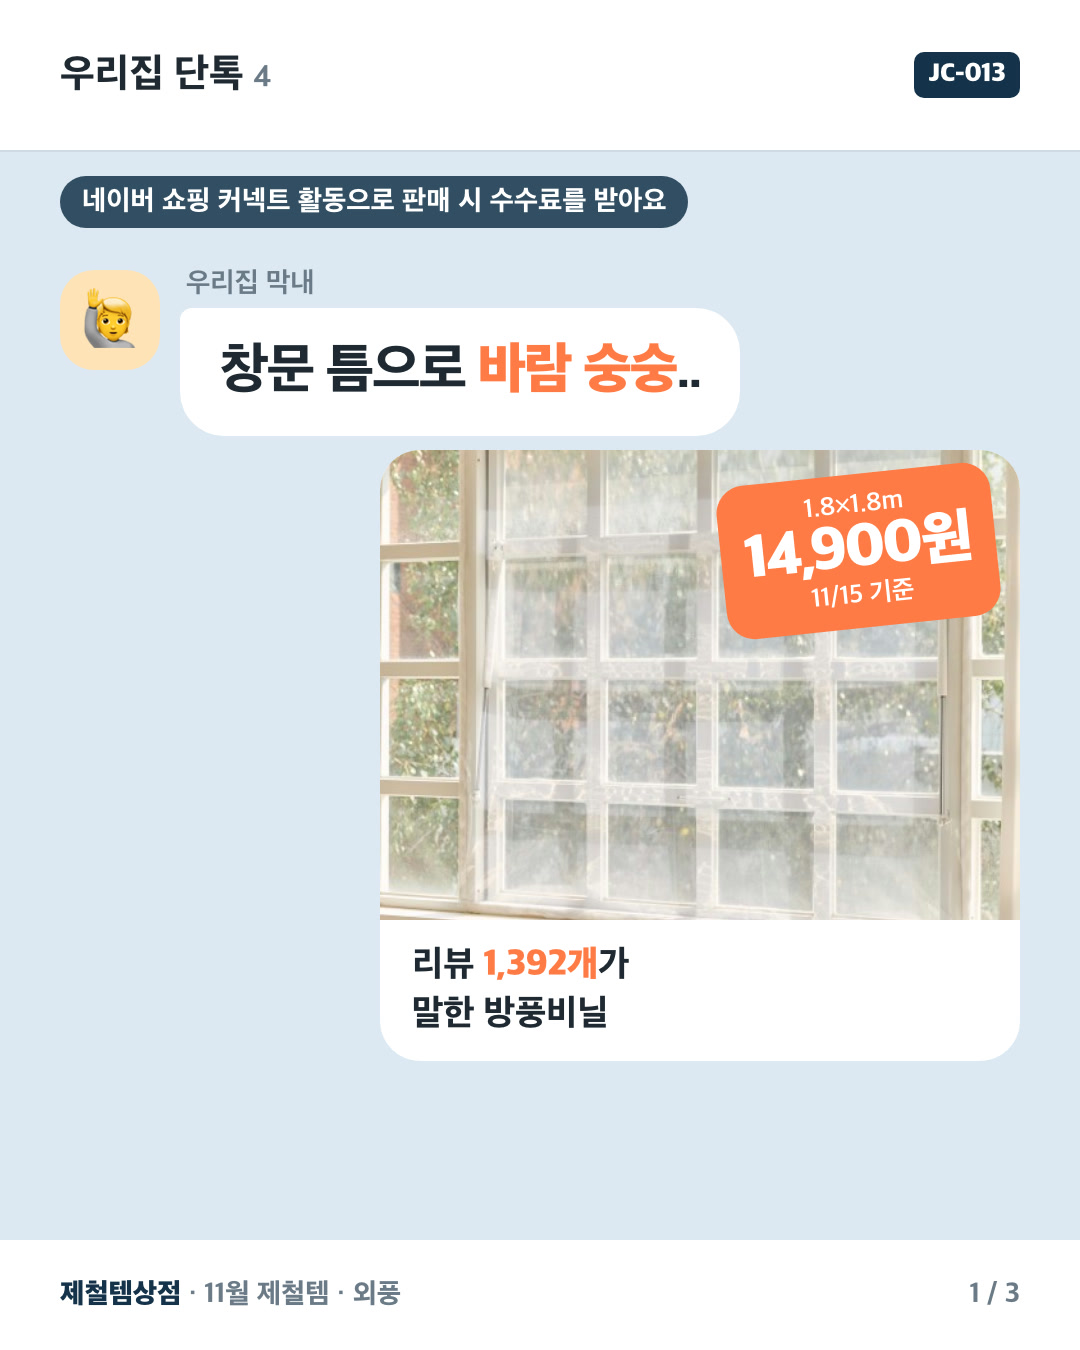 우리집 단톡 4
JC-013
네이버 쇼핑 커넥트 활동으로 판매 시 수수료를 받아요
우리집 막내
창문 틈으로 바람 숭숭..
1.8×1.8m
14,900원
11/15 기준
리뷰 1,392개가
말한 방풍비닐
제철템상점 · 11월 제철템 · 외풍
1 / 3